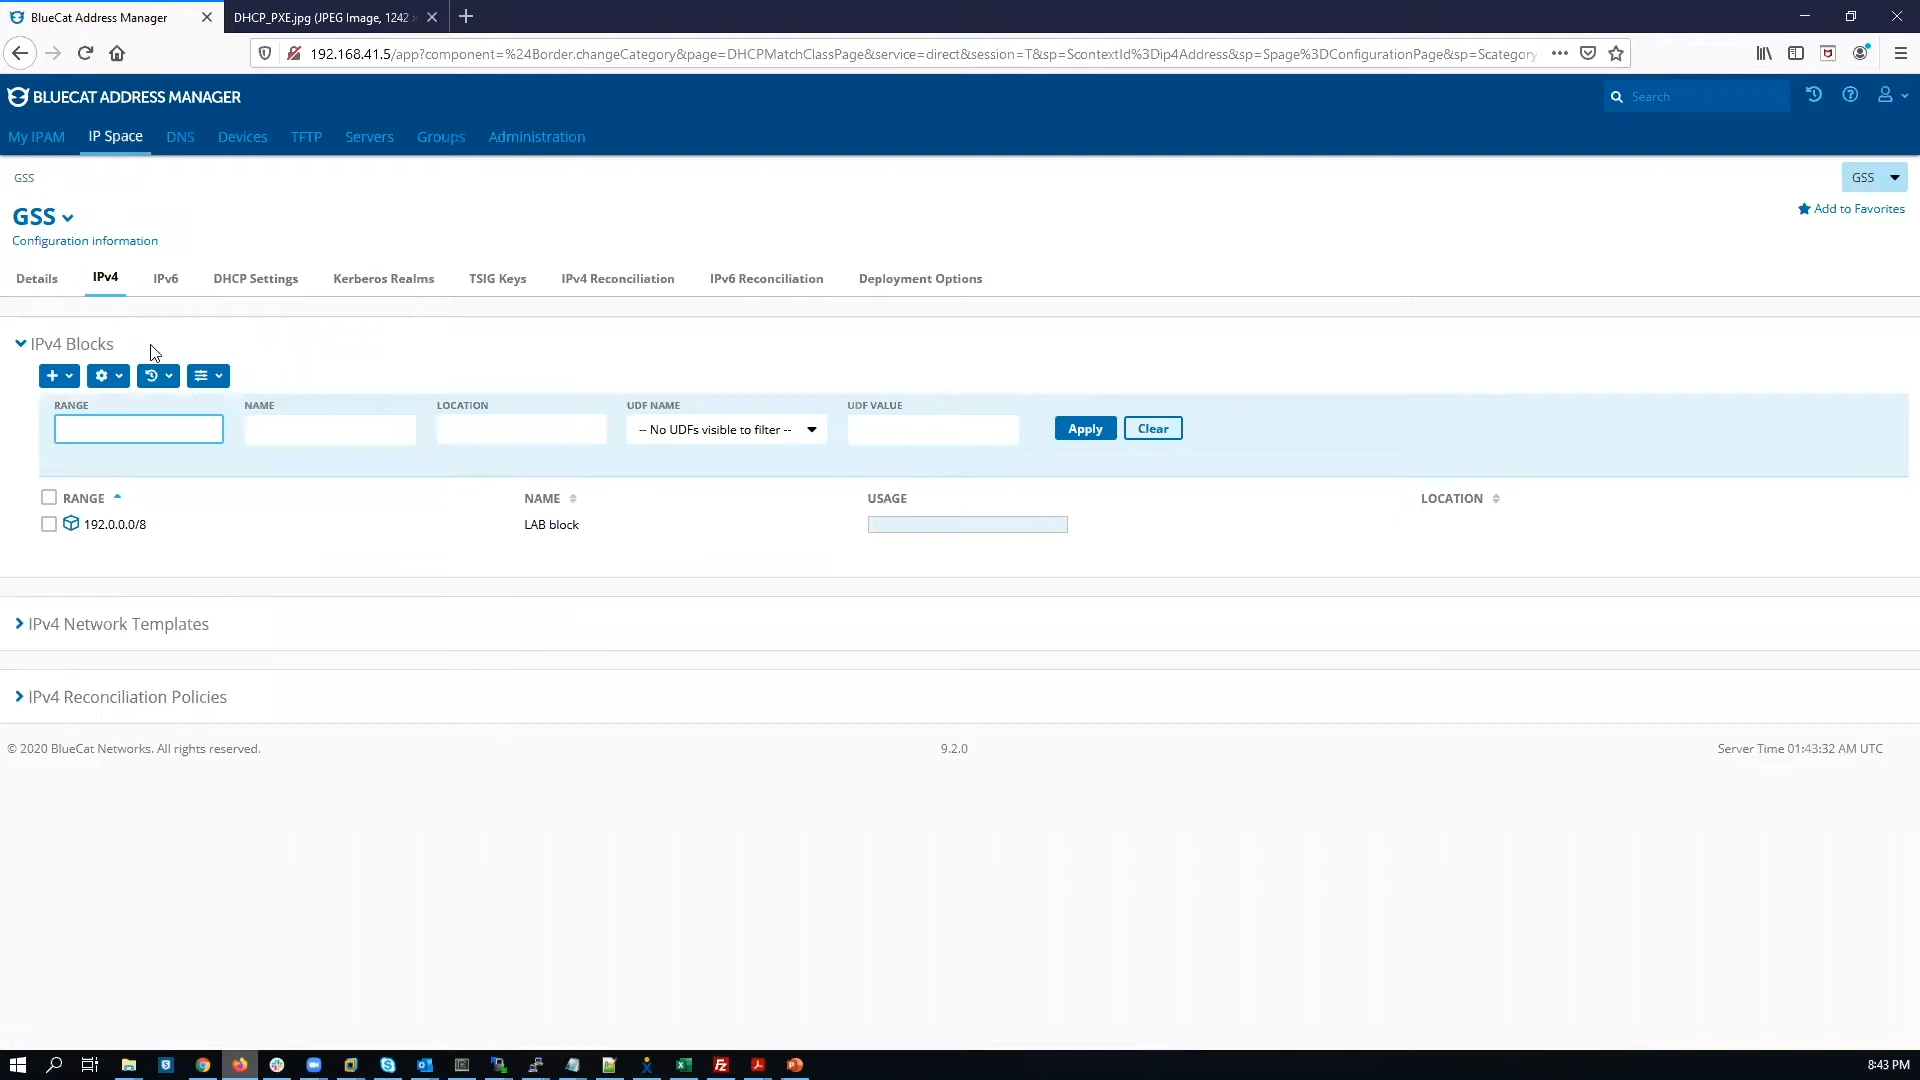 BlueCat Address Manager
DHCP_PXE.jpg (JPEG Image, 1242 ×
192.168.41.5/app?component=%24Border.changeCategory&page=DHCPMatchClassPage&service=direct&session=T&sp=ScontextId%3Dip4Address&sp=Spage%3DConfigurationPage&sp=Scategory
BLUECAT ADDRESS MANAGER
Search
My IPAM
IP Space
DNS
Devices
TFTP
Servers
Groups
Administration
GSS
GSS
GSS
Add to Favorites
Configuration information
Details
IPv4
IPv6
DHCP Settings
Kerberos Realms
TSIG Keys
IPv4 Reconciliation
IPv6 Reconciliation
Deployment Options
IPv4 Blocks
RANGE
NAME
LOCATION
UDF NAME
UDF VALUE
-- No UDFs visible to filter --
Apply
Clear
RANGE
NAME
USAGE
LOCATION
192.0.0.0/8
LAB block
IPv4 Network Templates
IPv4 Reconciliation Policies
© 2020 BlueCat Networks. All rights reserved.
9.2.0
Server Time 01:43:32 AM UTC
8:43 PM